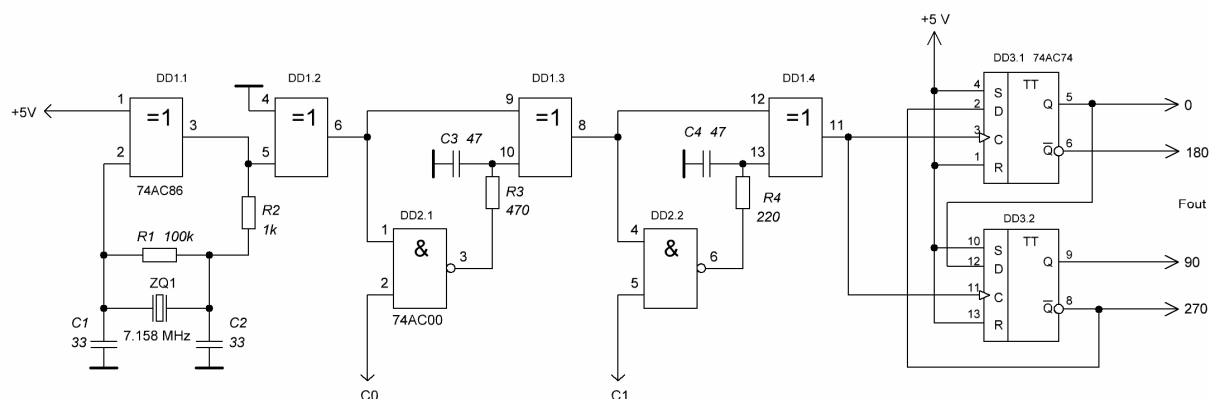 +5 V
DD3.1 74AC74
DD1.1
DD1.2
DD1.3
DD1.4
+5V
1
=1
3
2
74AC86
4
=1
6
5
9
=1
8
10
12
=1
11
13
C3 47
R3
470
C4 47
R4
220
R2
1k
R1 100k
ZQ1
7.158 MHz
C1
33
C2
33
DD2.1
1
&
3
2
74AC00
C0
DD2.2
4
&
6
5
C1
4
S
TT
2
D
Q
5
0
3
C
Q
6
180
1
R
Fout
DD3.2
10
S
TT
12
D
Q
9
90
11
C
Q
8
270
13
R